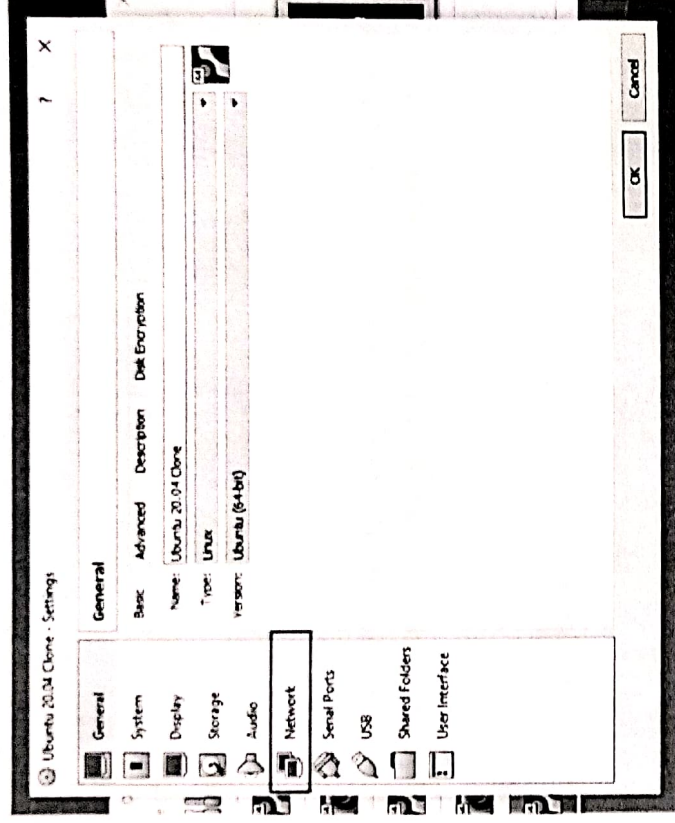 Ubuntu 20.04 Clone - Settings
? ×
General
System
Display
Storage
Audio
Network
Serial Ports
USB
Shared Folders
User Interface
General
Basic Advanced Description Disk Encryption
Name: Ubuntu 20.04 Clone
Type: Linux
64
Version: Ubuntu (64-bit)
OK Cancel